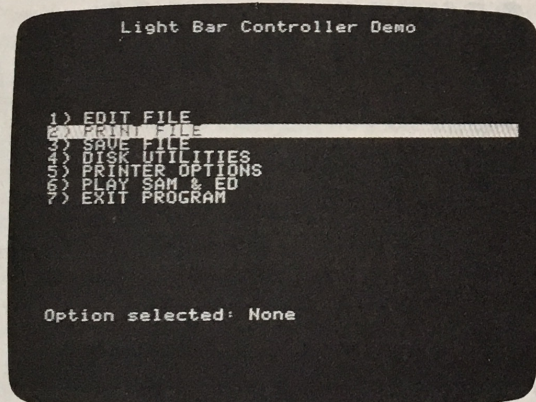 Light Bar Controller Demo
1) EDIT FILE
2) PRINT FILE
3) SAVE FILE
4) DISK UTILITIES
5) PRINTER OPTIONS
6) PLAY SAM & ED
7) EXIT PROGRAM
Option selected: None